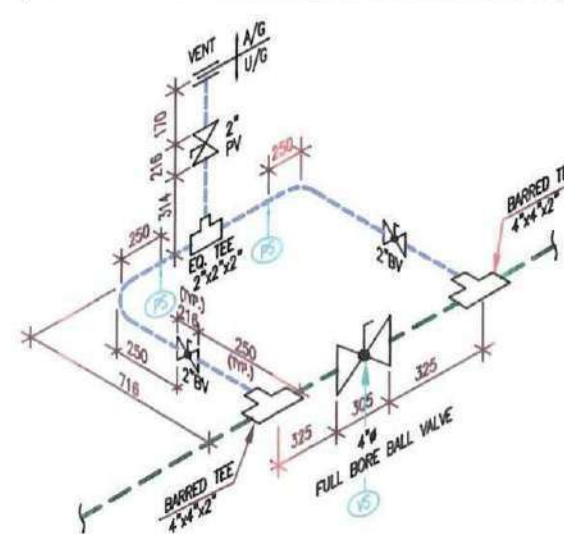 VENT
A/G
U/G
170
216
314
2"
PV
250
250
P5
P5
EQ. TEE
2"x2"x2"
2"BV
BARRED TE
4"x4"x2"
(TYP.)
216
250
(TYP.)
250
2"BV
716
325
305
325
4"ø
FULL BORE BALL VALVE
V5
BARRED TEE
4"x4"x2"